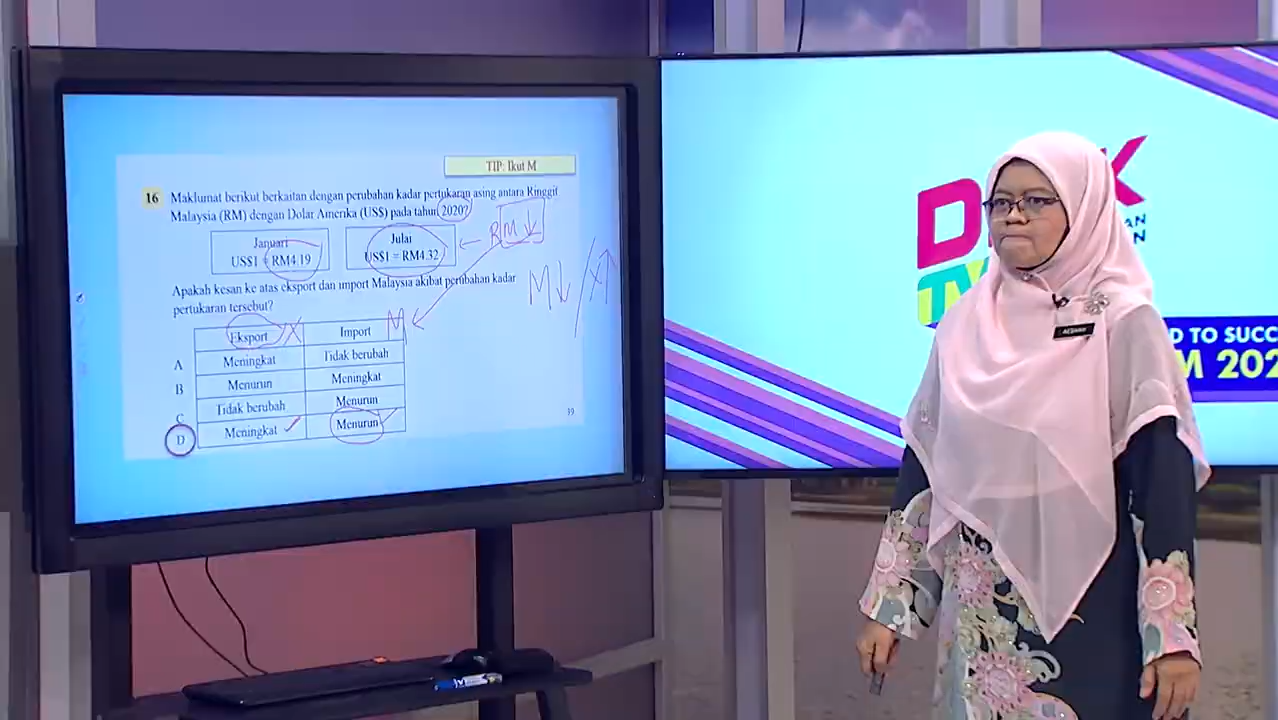 TIP: Ikut M
16 Maklumat berikut berkaitan dengan perubahan kadar pertukaran asing antara Ringgit
Malaysia (RM) dengan Dolar Amerika (US$) pada tahun 2020?
RM↓
Januari
US$1 = RM4.19
Julai
US$1 = RM4.32
M↓ / X↑
Apakah kesan ke atas eksport dan import Malaysia akibat perubahan kadar
pertukaran tersebut?
Eksport X Import M
A Meningkat Tidak berubah
B Menurun Meningkat
C Tidak berubah Menurun
D Meningkat ✓ Menurun ✓
39
D K
AN
N
TV
D TO SUCC
M 202